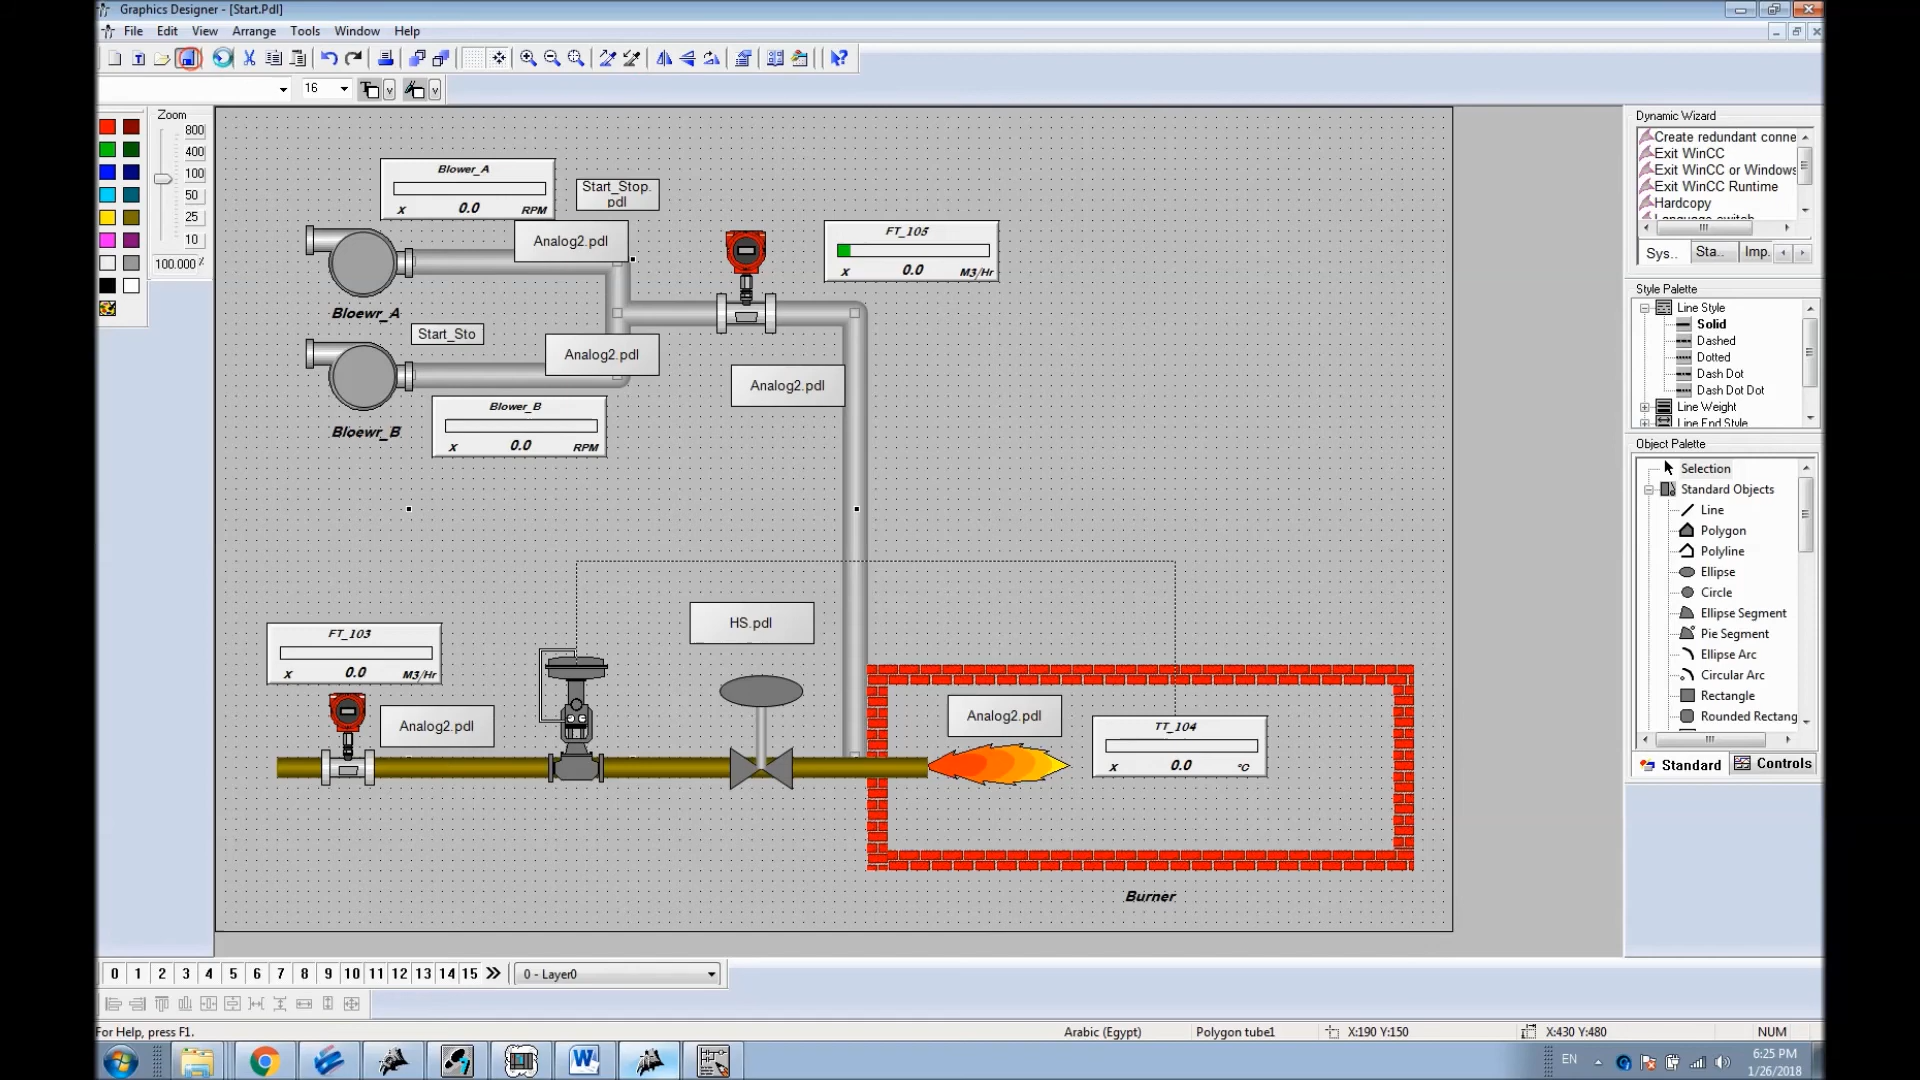 Graphics Designer - [Start.Pdl]
File Edit View Arrange Tools Window Help
16
Zoom
800
400
100
50
25
10
100.000 %
Blower_A
x 0.0 RPM
Start_Stop.
pdl
Analog2.pdl
FT_105
x 0.0 M3/Hr
Bloewr_A
Start_Sto
Analog2.pdl
Analog2.pdl
Blower_B
x 0.0 RPM
Bloewr_B
HS.pdl
FT_103
x 0.0 M3/Hr
Analog2.pdl
Analog2.pdl
TT_104
x 0.0 °C
Burner
Dynamic Wizard
Create redundant conne
Exit WinCC
Exit WinCC or Windows
Exit WinCC Runtime
Hardcopy
Language switch
Sys.. Sta.. Imp.
Style Palette
Line Style
Solid
Dashed
Dotted
Dash Dot
Dash Dot Dot
Line Weight
Line End Style
Object Palette
Selection
Standard Objects
Line
Polygon
Polyline
Ellipse
Circle
Ellipse Segment
Pie Segment
Ellipse Arc
Circular Arc
Rectangle
Rounded Rectang
Standard Controls
0 1 2 3 4 5 6 7 8 9 10 11 12 13 14 15 0 - Layer0
For Help, press F1. Arabic (Egypt) Polygon tube1 X:190 Y:150 X:430 Y:480 NUM
EN
6:25 PM
1/26/2018